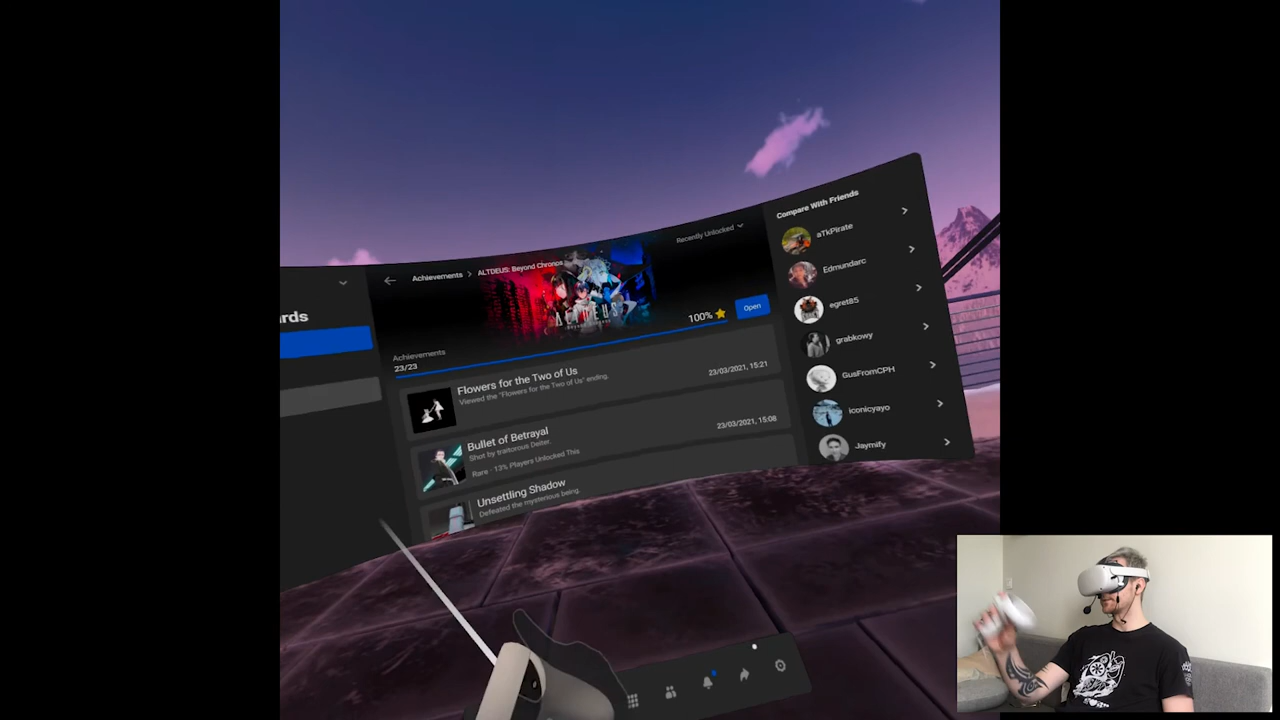 rds
Achievements > ALTDEUS: Beyond Chronos
Recently Unlocked
ALTDEUS
Beyond Chronos
100%
Open
Achievements
23/23
Flowers for the Two of Us
Viewed the "Flowers for the Two of Us" ending.
23/03/2021, 15:21
Bullet of Betrayal
Shot by traitorous Deiter.
Rare · 13% Players Unlocked This
23/03/2021, 15:08
Unsettling Shadow
Defeated the mysterious being.
Compare With Friends
aTkPirate
Edmundarc
egret85
grabkowy
GusFromCPH
iconicyayo
Jaymify